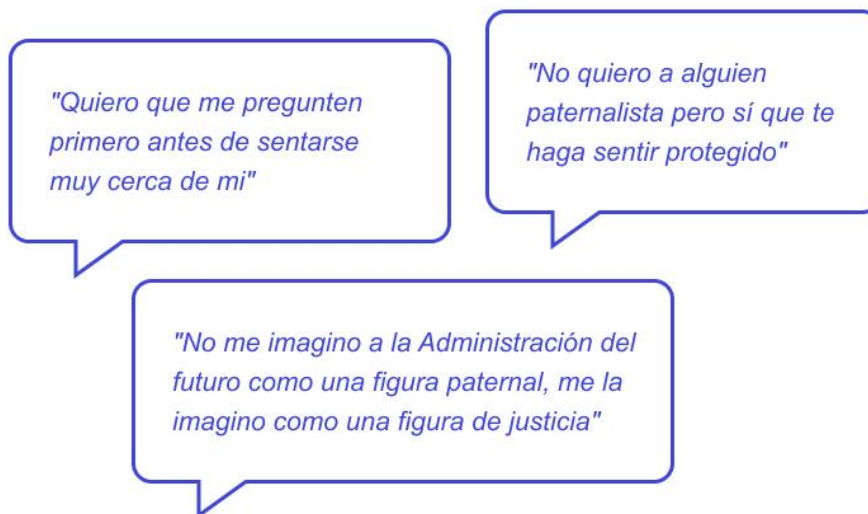 "Quiero que me pregunten
primero antes de sentarse
muy cerca de mi"
"No quiero a alguien
paternalista pero sí que te
haga sentir protegido"
"No me imagino a la Administración del
futuro como una figura paternal, me la
imagino como una figura de justicia"